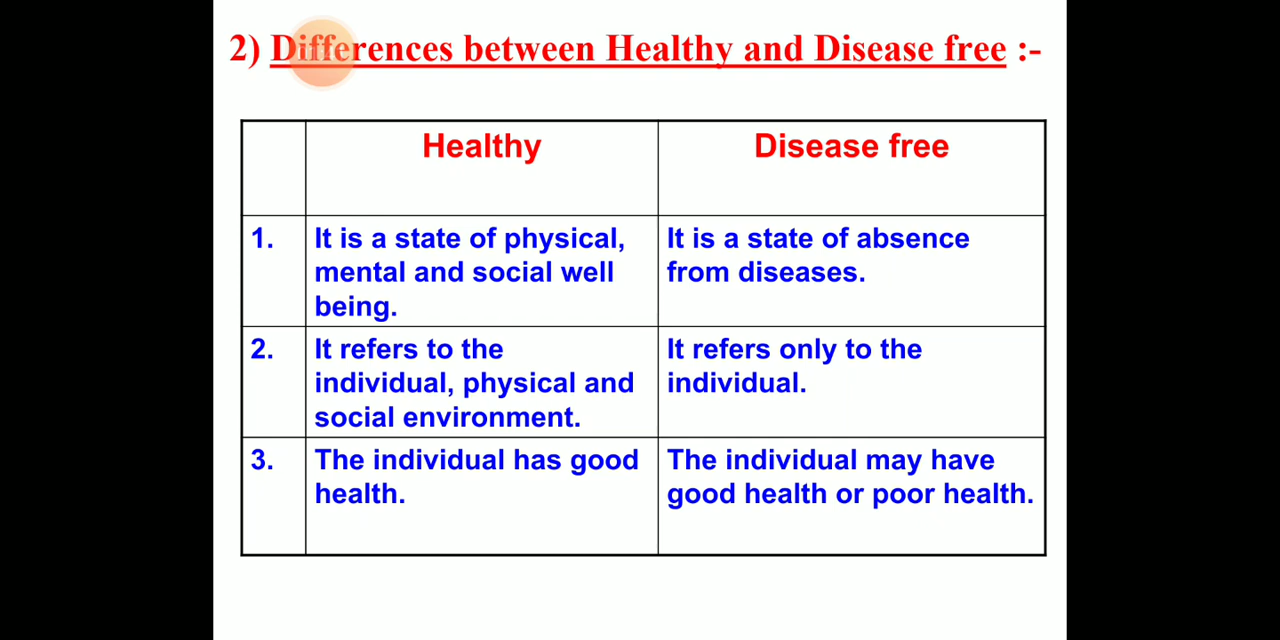 2) Differences between Healthy and Disease free :-
Healthy
Disease free
1.
It is a state of physical,
mental and social well
being.
It is a state of absence
from diseases.
2.
It refers to the
individual, physical and
social environment.
It refers only to the
individual.
3.
The individual has good
health.
The individual may have
good health or poor health.